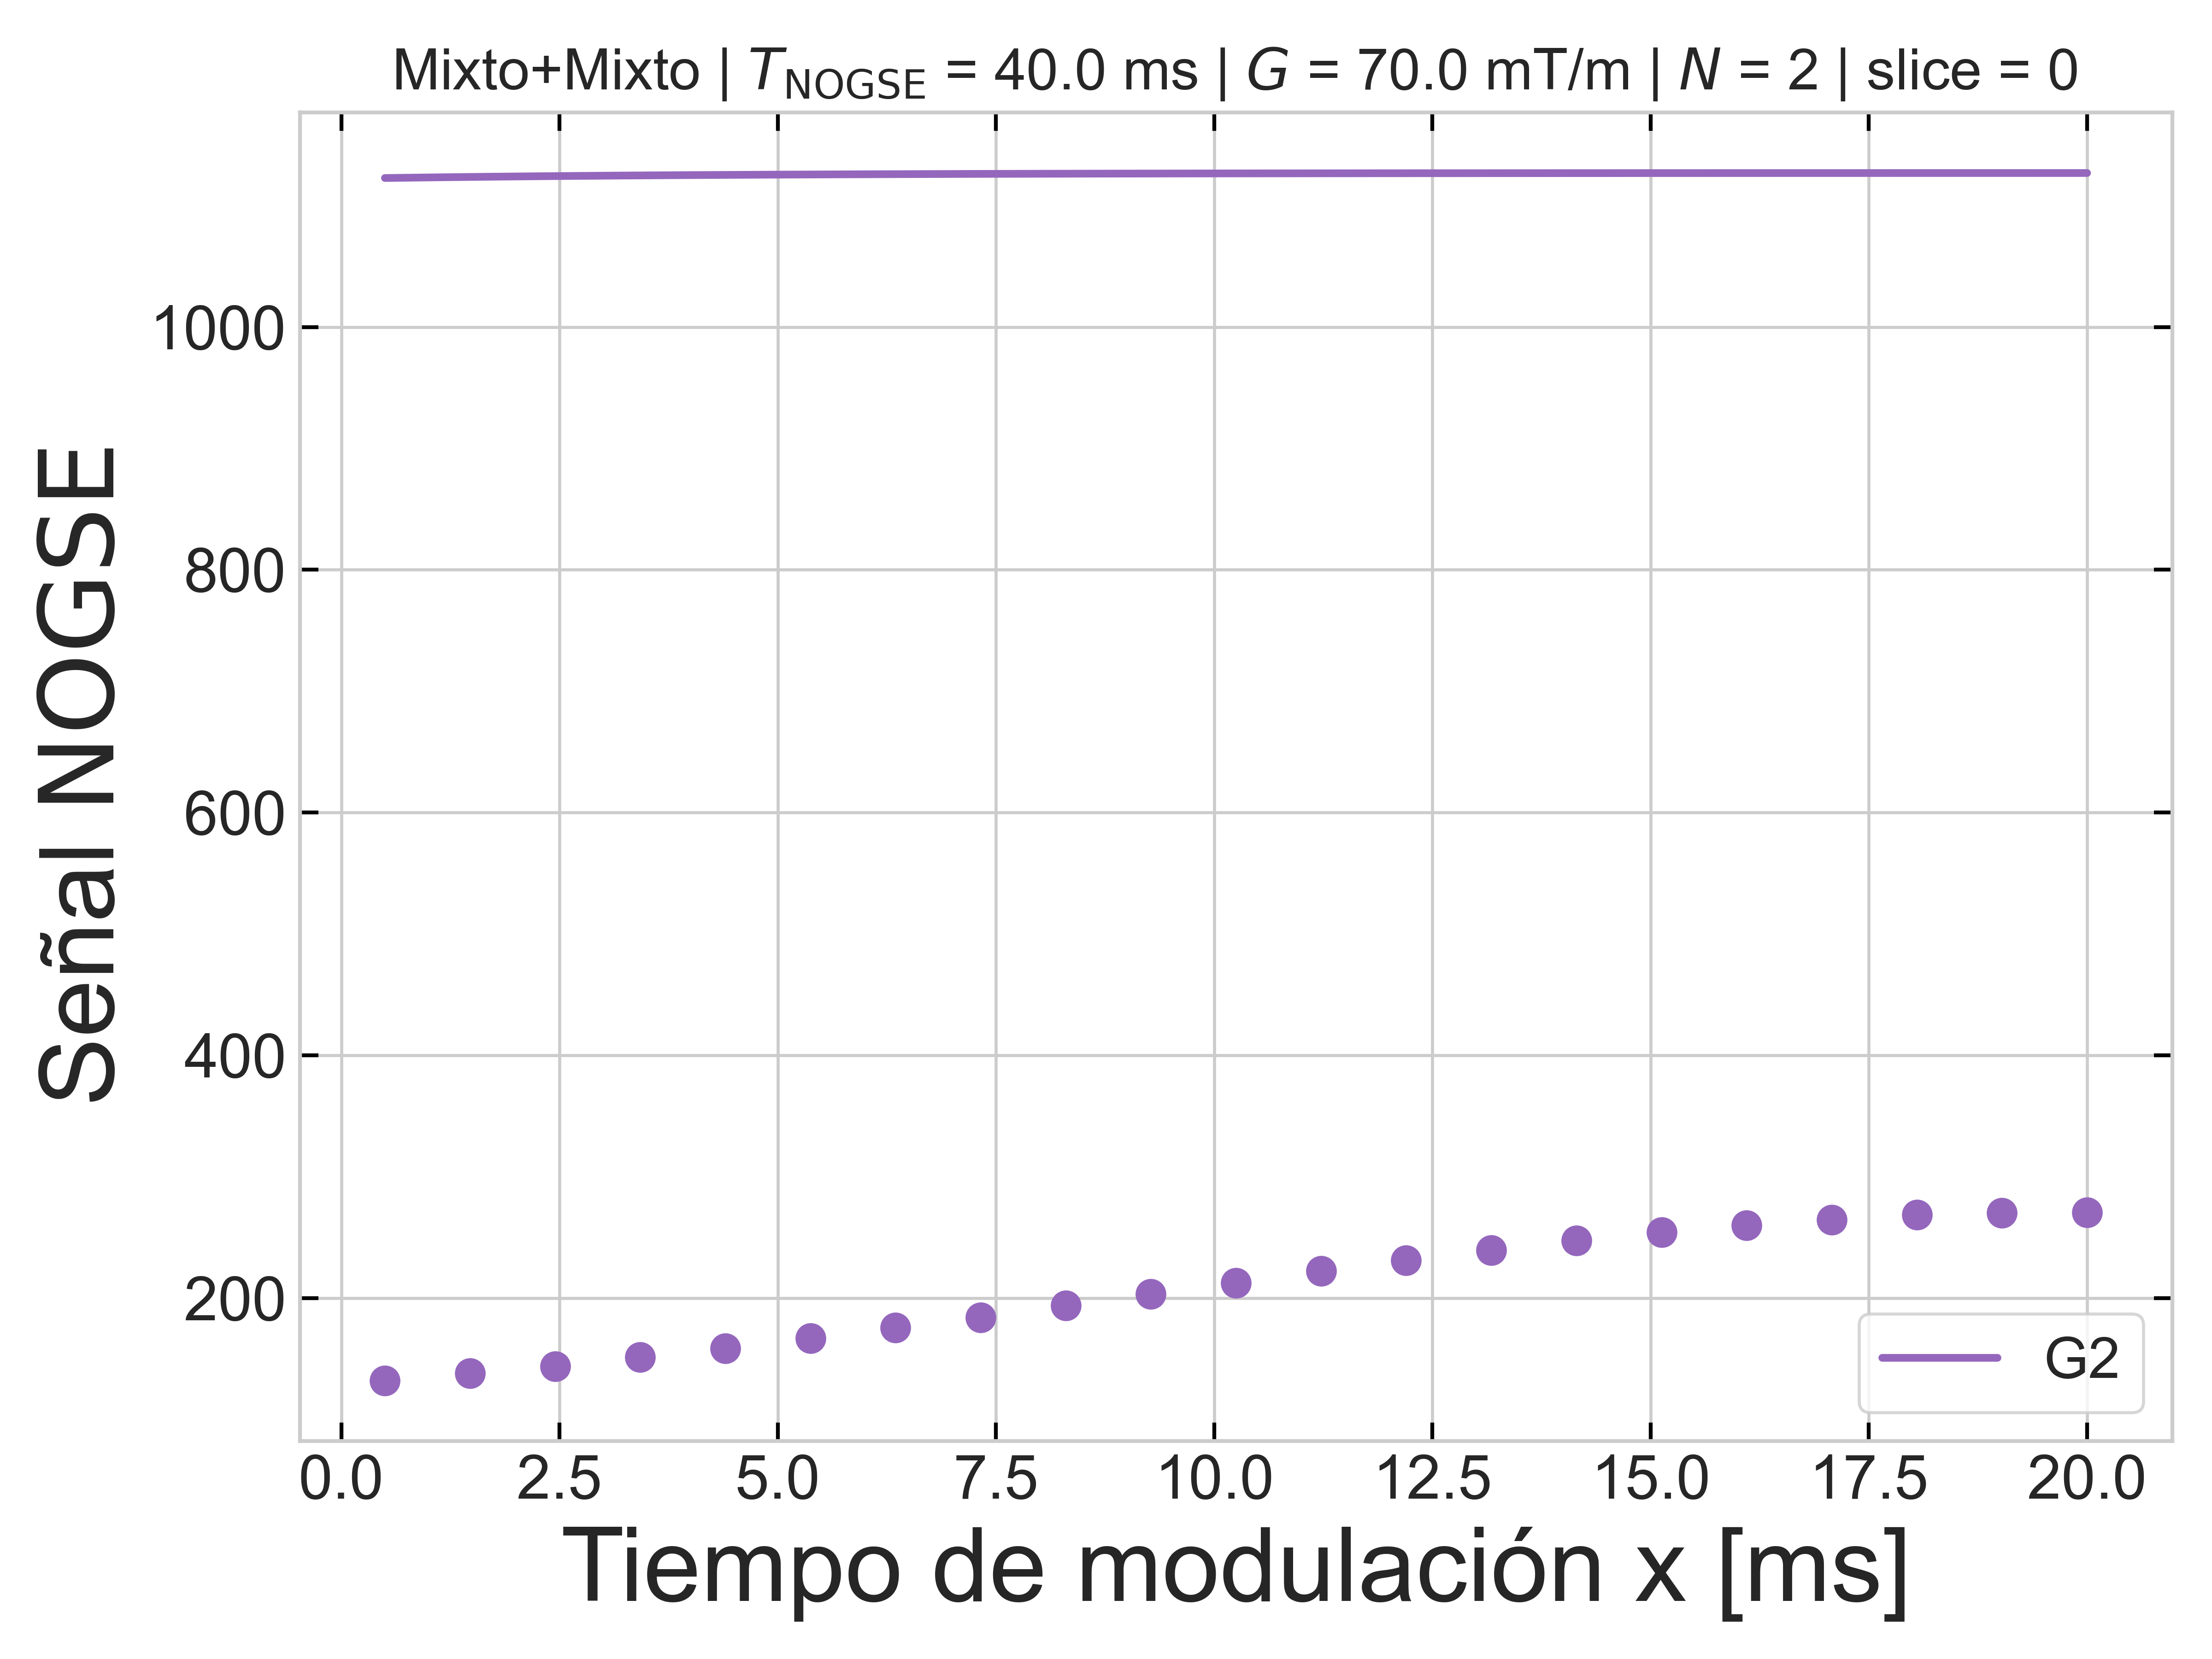 Mixto+Mixto | T_NOGSE = 40.0 ms | G = 70.0 mT/m | N = 2 | slice = 0
Señal NOGSE
1000
800
600
400
200
G2
0.0 2.5 5.0 7.5 10.0 12.5 15.0 17.5 20.0
Tiempo de modulación x [ms]